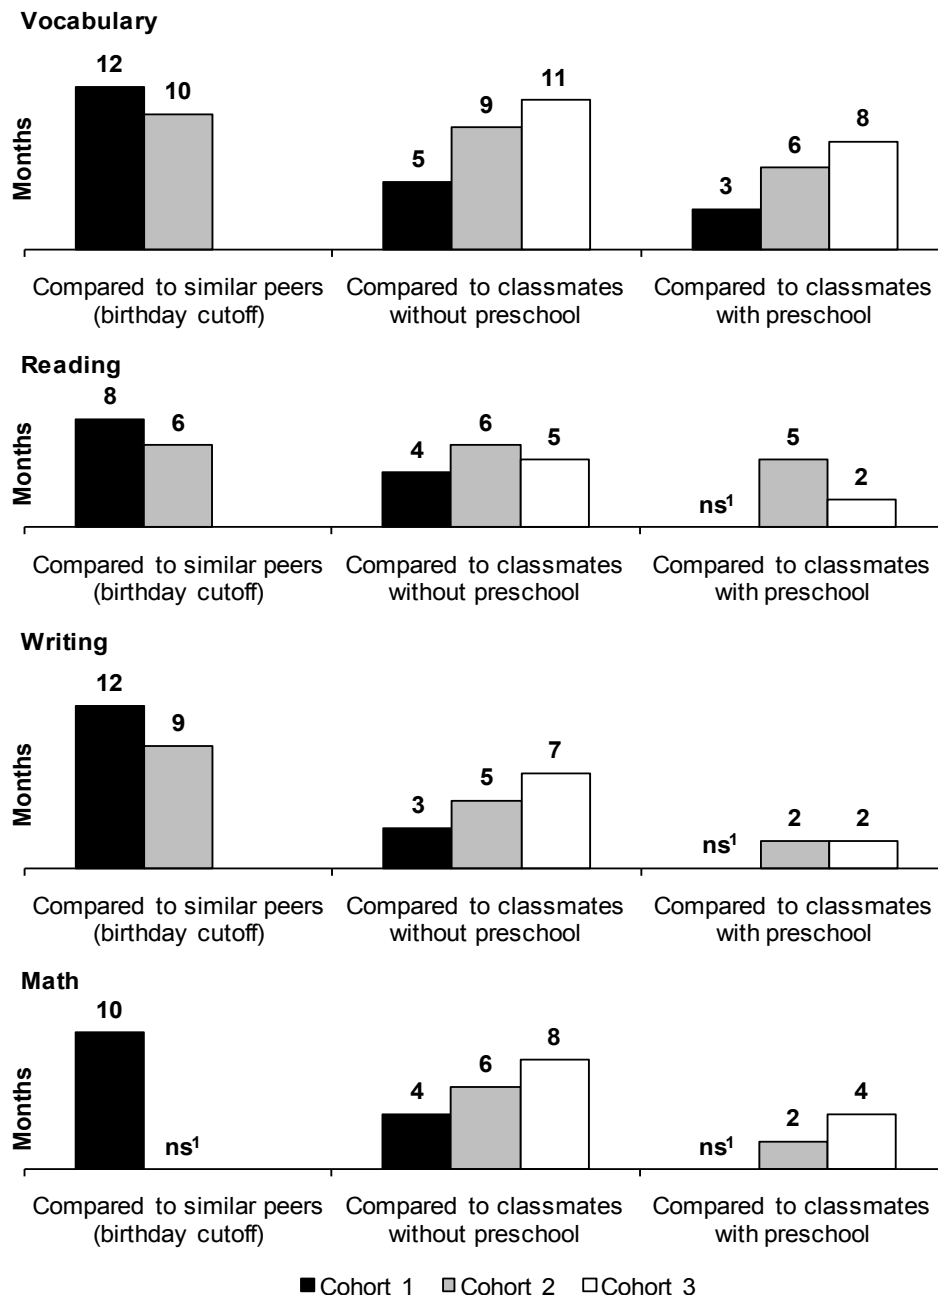 Vocabulary
12
10
5
9
11
3
6
8
Months
Compared to similar peers
(birthday cutoff)
Compared to classmates
without preschool
Compared to classmates
with preschool
Reading
8
6
4
6
5
ns¹
5
2
Months
Compared to similar peers
(birthday cutoff)
Compared to classmates
without preschool
Compared to classmates
with preschool
Writing
12
9
3
5
7
ns¹
2
2
Months
Compared to similar peers
(birthday cutoff)
Compared to classmates
without preschool
Compared to classmates
with preschool
Math
10
ns¹
4
6
8
ns¹
2
4
Months
Compared to similar peers
(birthday cutoff)
Compared to classmates
without preschool
Compared to classmates
with preschool
Cohort 1 Cohort 2 Cohort 3